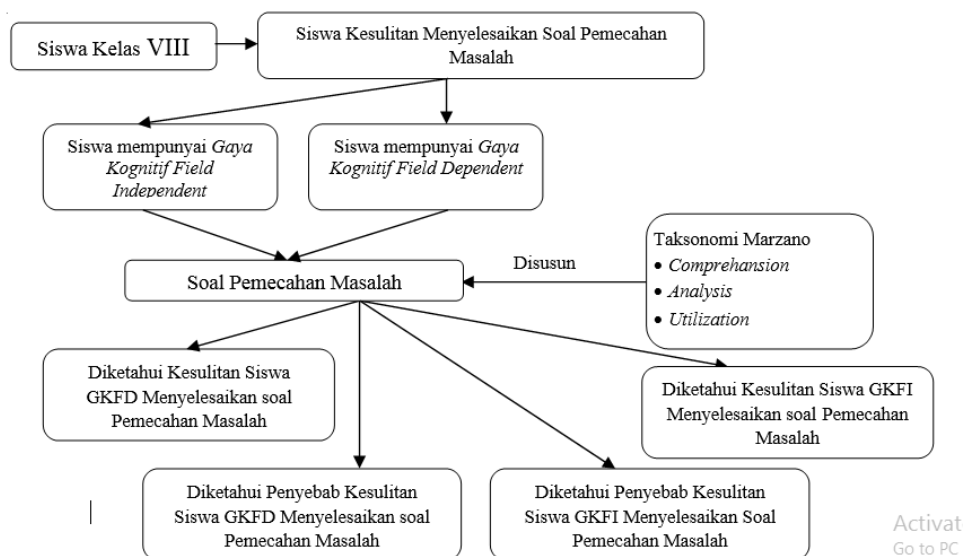 Siswa Kelas VIII
Siswa Kesulitan Menyelesaikan Soal Pemecahan
Masalah
Siswa mempunyai Gaya
Kognitif Field
Independent
Siswa mempunyai Gaya
Kognitif Field Dependent
Taksonomi Marzano
• Comprehansion
• Analysis
• Utilization
Disusun
Soal Pemecahan Masalah
Diketahui Kesulitan Siswa
GKFD Menyelesaikan soal
Pemecahan Masalah
Diketahui Kesulitan Siswa GKFI
Menyelesaikan soal Pemecahan
Masalah
Diketahui Penyebab Kesulitan
Siswa GKFD Menyelesaikan soal
Pemecahan Masalah
Diketahui Penyebab Kesulitan
Siswa GKFI Menyelesaikan Soal
Pemecahan Masalah
Activat
Go to PC